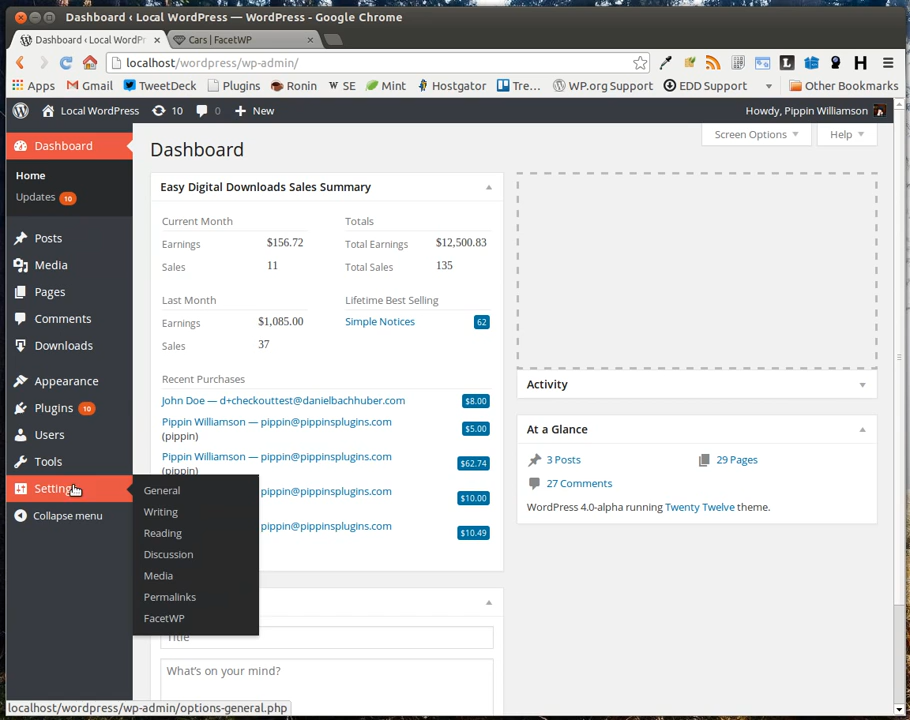 Dashboard ‹ Local WordPress — WordPress - Google Chrome
Dashboard ‹ Local WordPr × Cars | FacetWP ×
localhost/wordpress/wp-admin/
Apps Gmail TweetDeck Plugins Ronin W SE Mint Hostgator Tre... WP.org Support EDD Support Other Bookmarks
Local WordPress 10 0 + New Howdy, Pippin Williamson
Dashboard
Screen Options Help
Home
Updates 10
Posts
Media
Pages
Comments
Downloads
Appearance
Plugins 10
Users
Tools
Setting
Collapse menu
General
Writing
Reading
Discussion
Media
Permalinks
FacetWP
Dashboard
Easy Digital Downloads Sales Summary
Current Month Totals
Earnings $156.72 Total Earnings $12,500.83
Sales 11 Total Sales 135
Last Month Lifetime Best Selling
Earnings $1,085.00 Simple Notices 62
Sales 37
Recent Purchases
John Doe — d+checkouttest@danielbachhuber.com $8.00
Pippin Williamson — pippin@pippinsplugins.com $5.00
(pippin)
Pippin Williamson — pippin@pippinsplugins.com $62.74
(pippin)
pippin@pippinsplugins.com $10.00
pippin@pippinsplugins.com $10.49
Title
What's on your mind?
Activity
At a Glance
3 Posts 29 Pages
27 Comments
WordPress 4.0-alpha running Twenty Twelve theme.
localhost/wordpress/wp-admin/options-general.php